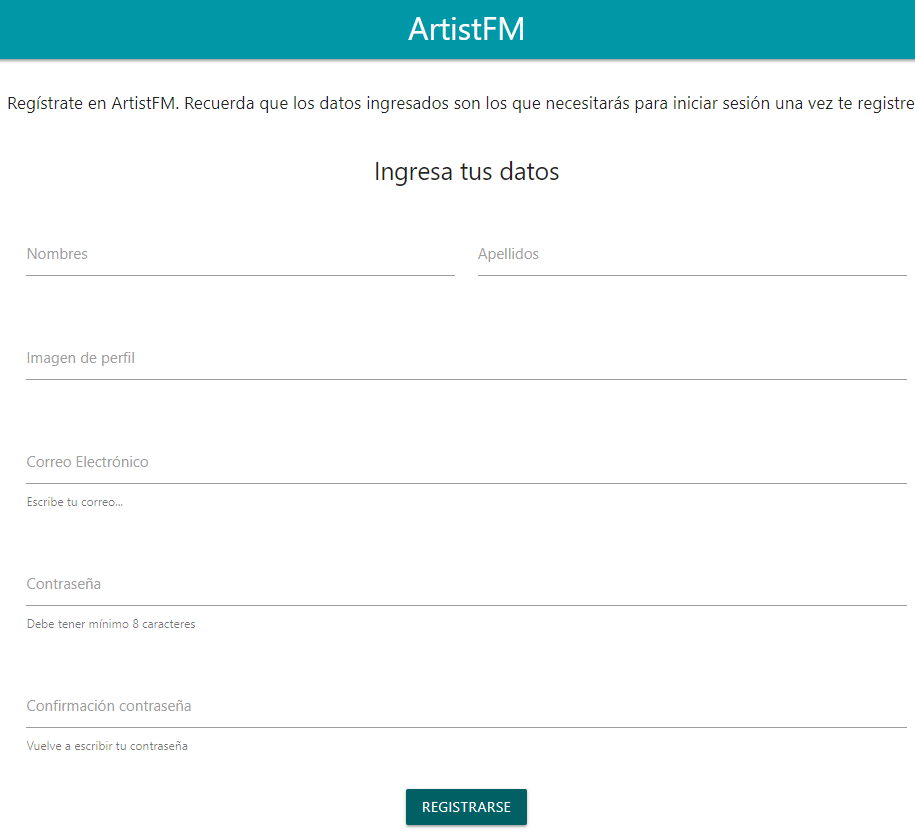 ArtistFM
Regístrate en ArtistFM. Recuerda que los datos ingresados son los que necesitarás para iniciar sesión una vez te registre
Ingresa tus datos
Nombres Apellidos
Imagen de perfil
Correo Electrónico
Escribe tu correo...
Contraseña
Debe tener mínimo 8 caracteres
Confirmación contraseña
Vuelve a escribir tu contraseña
REGISTRARSE